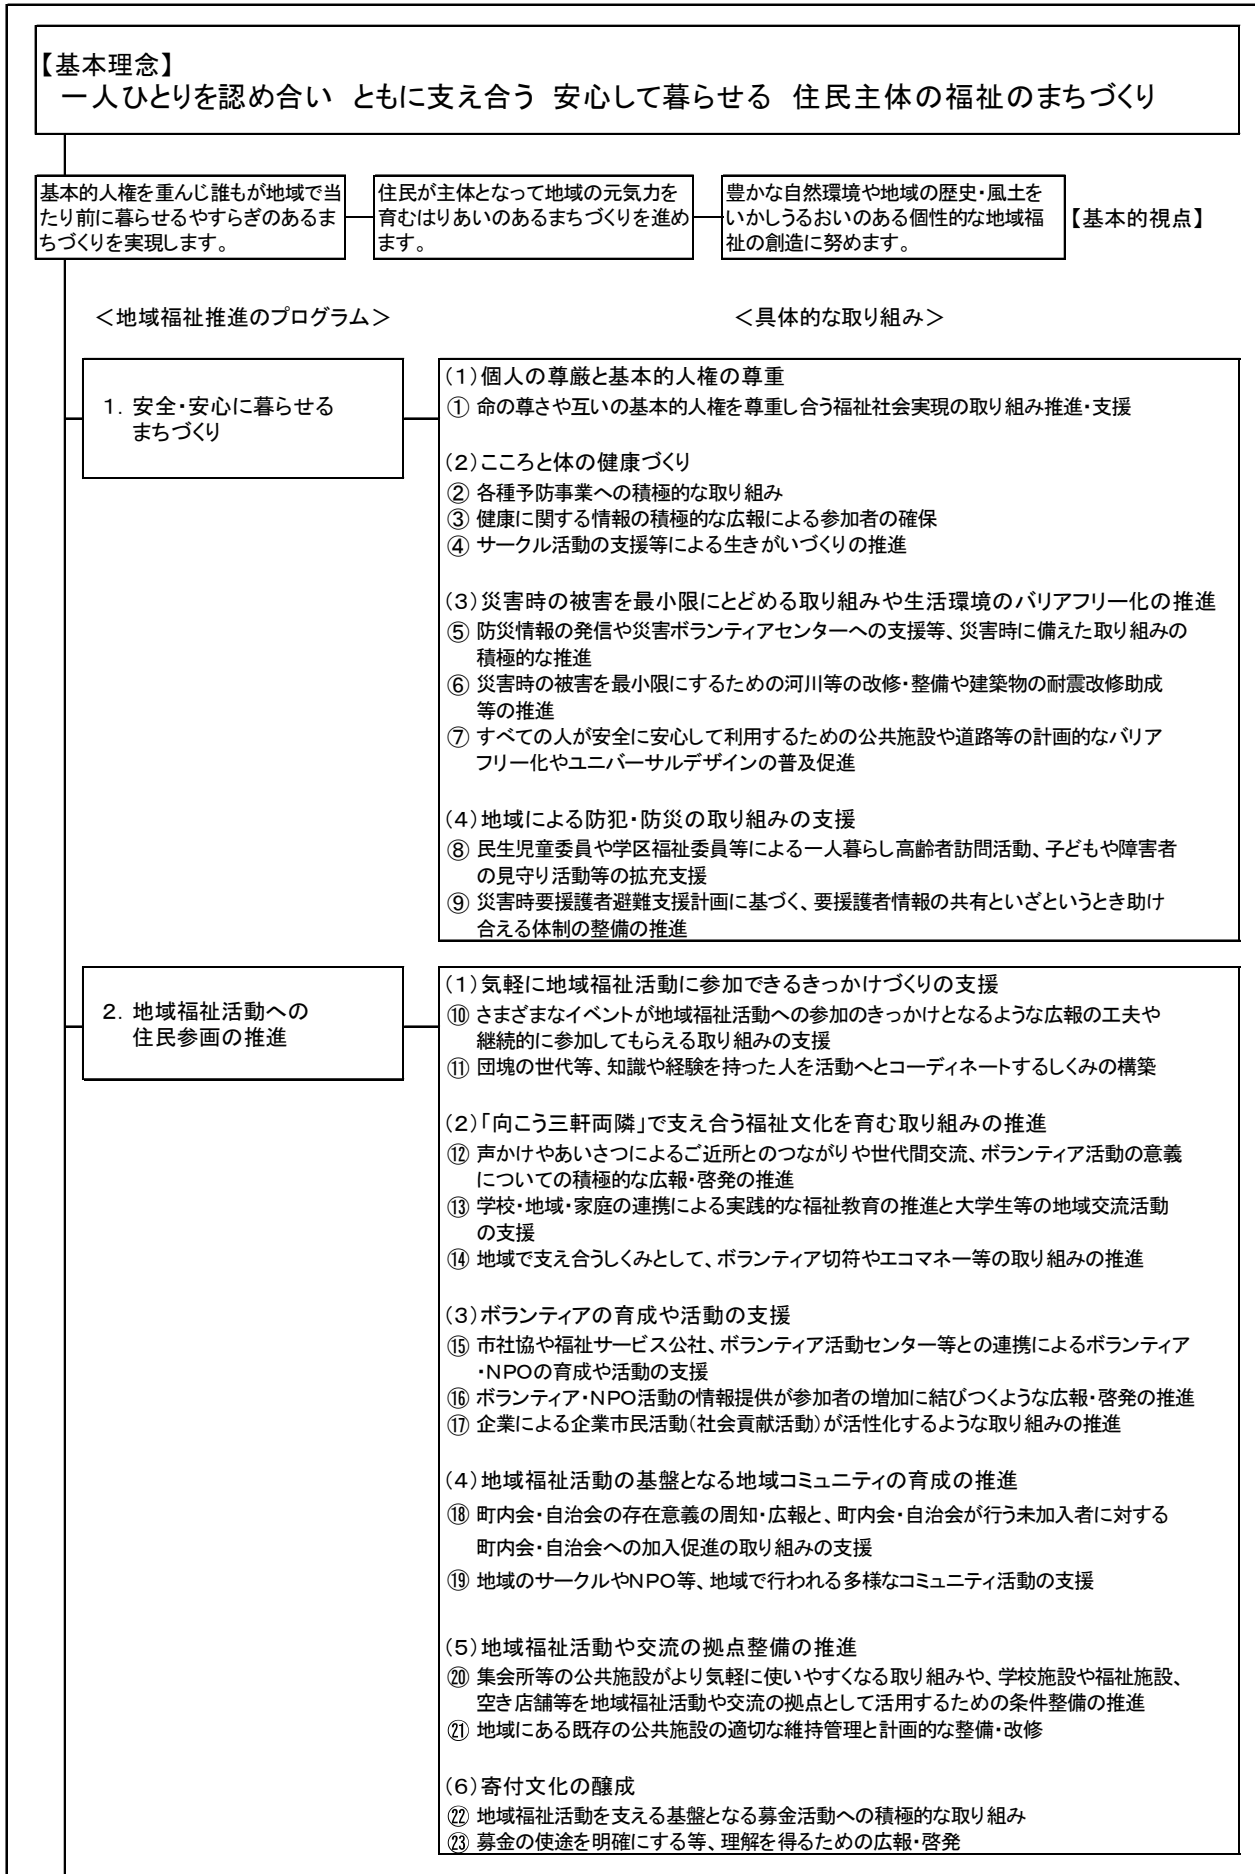 【基本理念】
一人ひとりを認め合い ともに支え合う 安心して暮らせる 住民主体の福祉のまちづくり
基本的人権を重んじ誰もが地域で当
たり前に暮らせるやすらぎのあるま
ちづくりを実現します。
住民が主体となって地域の元気力を
育むはりあいのあるまちづくりを進め
ます。
豊かな自然環境や地域の歴史・風土を
いかしうるおいのある個性的な地域福
祉の創造に努めます。
【基本的視点】
＜地域福祉推進のプログラム＞
＜具体的な取り組み＞
１．安全・安心に暮らせる
まちづくり
（１）個人の尊厳と基本的人権の尊重
① 命の尊さや互いの基本的人権を尊重し合う福祉社会実現の取り組み推進・支援
（２）こころと体の健康づくり
② 各種予防事業への積極的な取り組み
③ 健康に関する情報の積極的な広報による参加者の確保
④ サークル活動の支援等による生きがいづくりの推進
（３）災害時の被害を最小限にとどめる取り組みや生活環境のバリアフリー化の推進
⑤ 防災情報の発信や災害ボランティアセンターへの支援等、災害時に備えた取り組みの
積極的な推進
⑥ 災害時の被害を最小限にするための河川等の改修・整備や建築物の耐震改修助成
等の推進
⑦ すべての人が安全に安心して利用するための公共施設や道路等の計画的なバリア
フリー化やユニバーサルデザインの普及促進
（４）地域による防犯・防災の取り組みの支援
⑧ 民生児童委員や学区福祉委員等による一人暮らし高齢者訪問活動、子どもや障害者
の見守り活動等の拡充支援
⑨ 災害時要援護者避難支援計画に基づく、要援護者情報の共有といざというとき助け
合える体制の整備の推進
２．地域福祉活動への
住民参画の推進
（１）気軽に地域福祉活動に参加できるきっかけづくりの支援
⑩ さまざまなイベントが地域福祉活動への参加のきっかけとなるような広報の工夫や
継続的に参加してもらえる取り組みの支援
⑪ 団塊の世代等、知識や経験を持った人を活動へとコーディネートするしくみの構築
（２）「向こう三軒両隣」で支え合う福祉文化を育む取り組みの推進
⑫ 声かけやあいさつによるご近所とのつながりや世代間交流、ボランティア活動の意義
についての積極的な広報・啓発の推進
⑬ 学校・地域・家庭の連携による実践的な福祉教育の推進と大学生等の地域交流活動
の支援
⑭ 地域で支え合うしくみとして、ボランティア切符やエコマネー等の取り組みの推進
（３）ボランティアの育成や活動の支援
⑮ 市社協や福祉サービス公社、ボランティア活動センター等との連携によるボランティア
・ＮＰＯの育成や活動の支援
⑯ ボランティア・ＮＰＯ活動の情報提供が参加者の増加に結びつくような広報・啓発の推進
⑰ 企業による企業市民活動（社会貢献活動）が活性化するような取り組みの推進
（４）地域福祉活動の基盤となる地域コミュニティの育成の推進
⑱ 町内会・自治会の存在意義の周知・広報と、町内会・自治会が行う未加入者に対する
町内会・自治会への加入促進の取り組みの支援
⑲ 地域のサークルやＮＰＯ等、地域で行われる多様なコミュニティ活動の支援
（５）地域福祉活動や交流の拠点整備の推進
⑳ 集会所等の公共施設がより気軽に使いやすくなる取り組みや、学校施設や福祉施設、
空き店舗等を地域福祉活動や交流の拠点として活用するための条件整備の推進
㉑ 地域にある既存の公共施設の適切な維持管理と計画的な整備・改修
（６）寄付文化の醸成
㉒ 地域福祉活動を支える基盤となる募金活動への積極的な取り組み
㉓ 募金の使途を明確にする等、理解を得るための広報・啓発